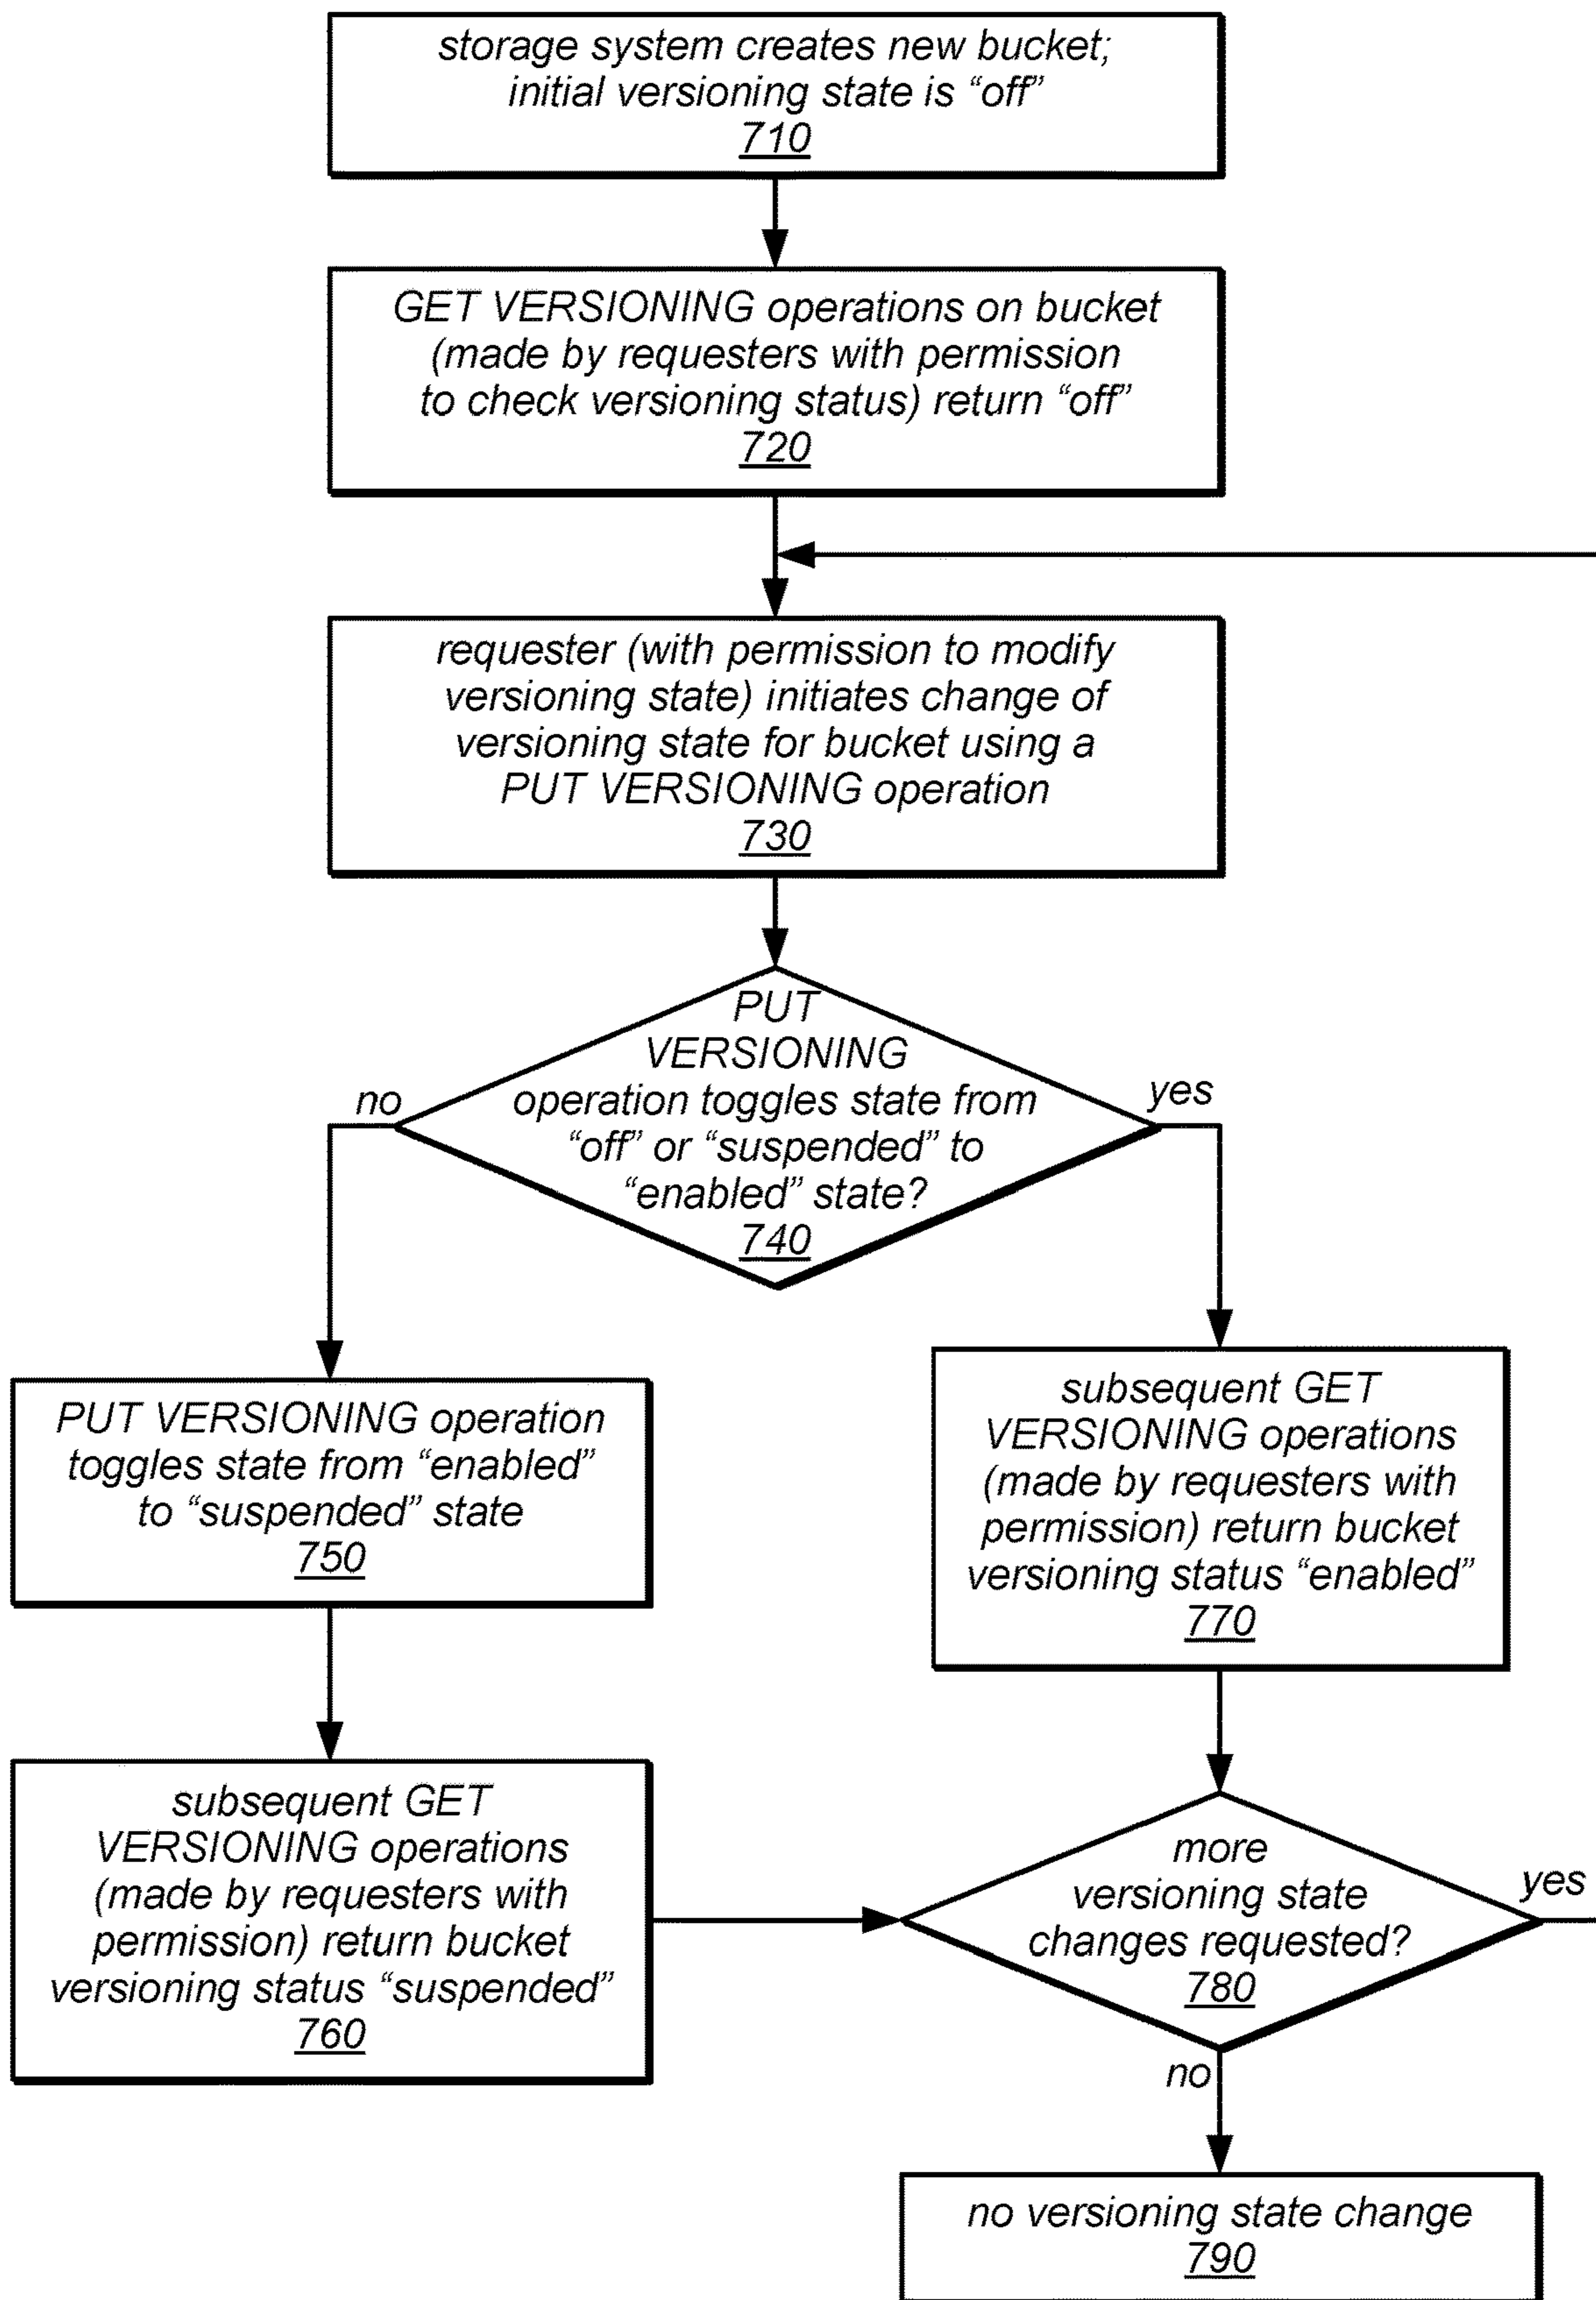 storage system creates new bucket;
initial versioning state is “off”
710
GET VERSIONING operations on bucket
(made by requesters with permission
to check versioning status) return “off”
720
requester (with permission to modify
versioning state) initiates change of
versioning state for bucket using a
PUT VERSIONING operation
730
PUT
VERSIONING
operation toggles state from
“off” or “suspended” to
“enabled” state?
740
no
yes
PUT VERSIONING operation
toggles state from “enabled”
to “suspended” state
750
subsequent GET
VERSIONING operations
(made by requesters with
permission) return bucket
versioning status “enabled”
770
subsequent GET
VERSIONING operations
(made by requesters with
permission) return bucket
versioning status “suspended”
760
more
versioning state
changes requested?
780
yes
no
no versioning state change
790